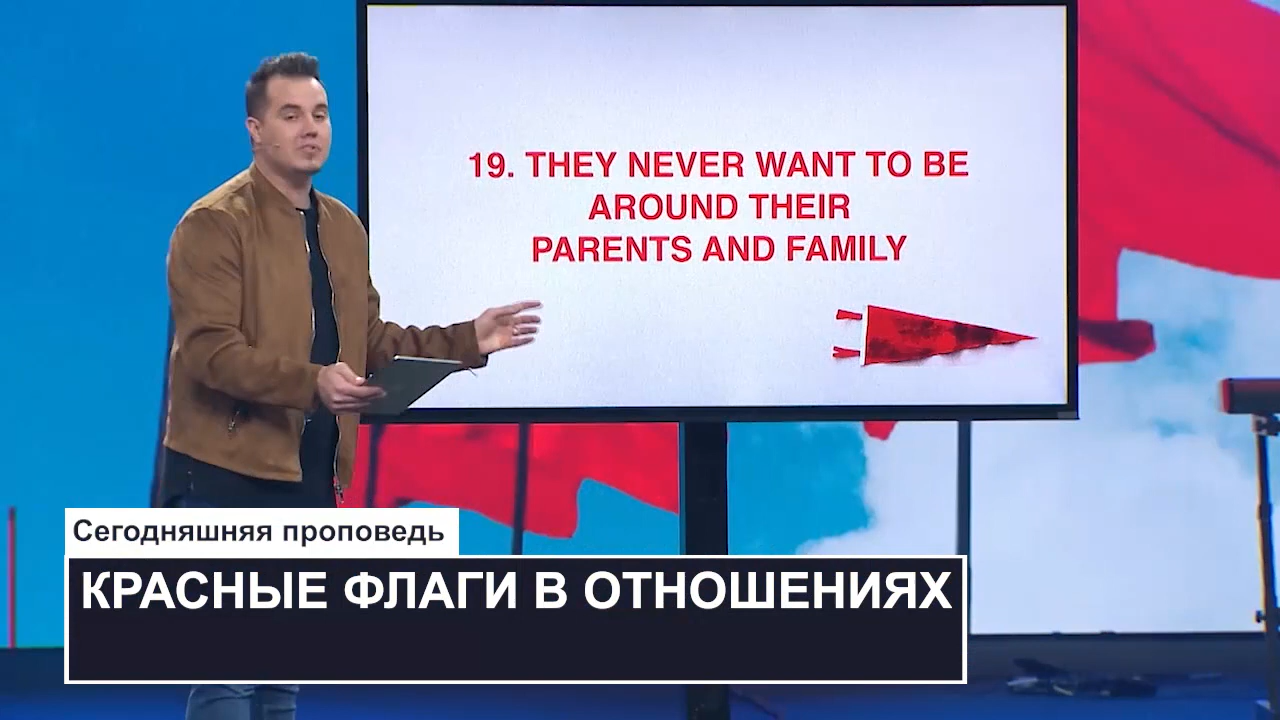 19. THEY NEVER WANT TO BE
AROUND THEIR
PARENTS AND FAMILY
Сегодняшняя проповедь
КРАСНЫЕ ФЛАГИ В ОТНОШЕНИЯХ